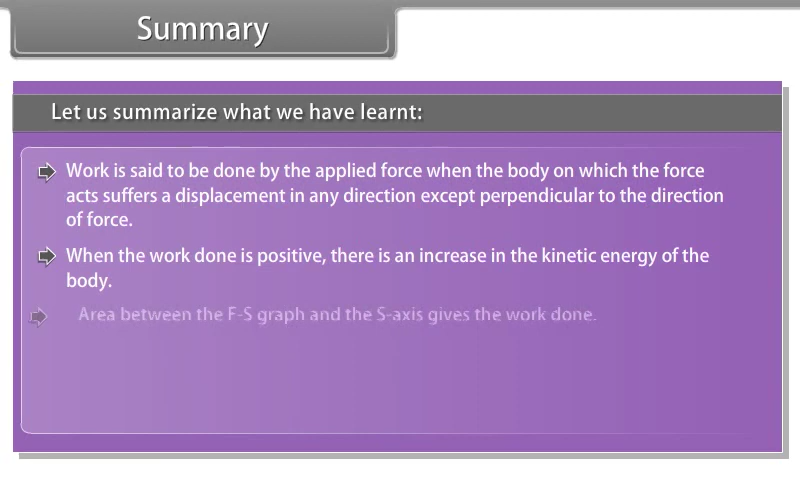 Summary
Let us summarize what we have learnt:
Work is said to be done by the applied force when the body on which the force
acts suffers a displacement in any direction except perpendicular to the direction
of force.
When the work done is positive, there is an increase in the kinetic energy of the
body.
Area between the F-S graph and the S-axis gives the work done.